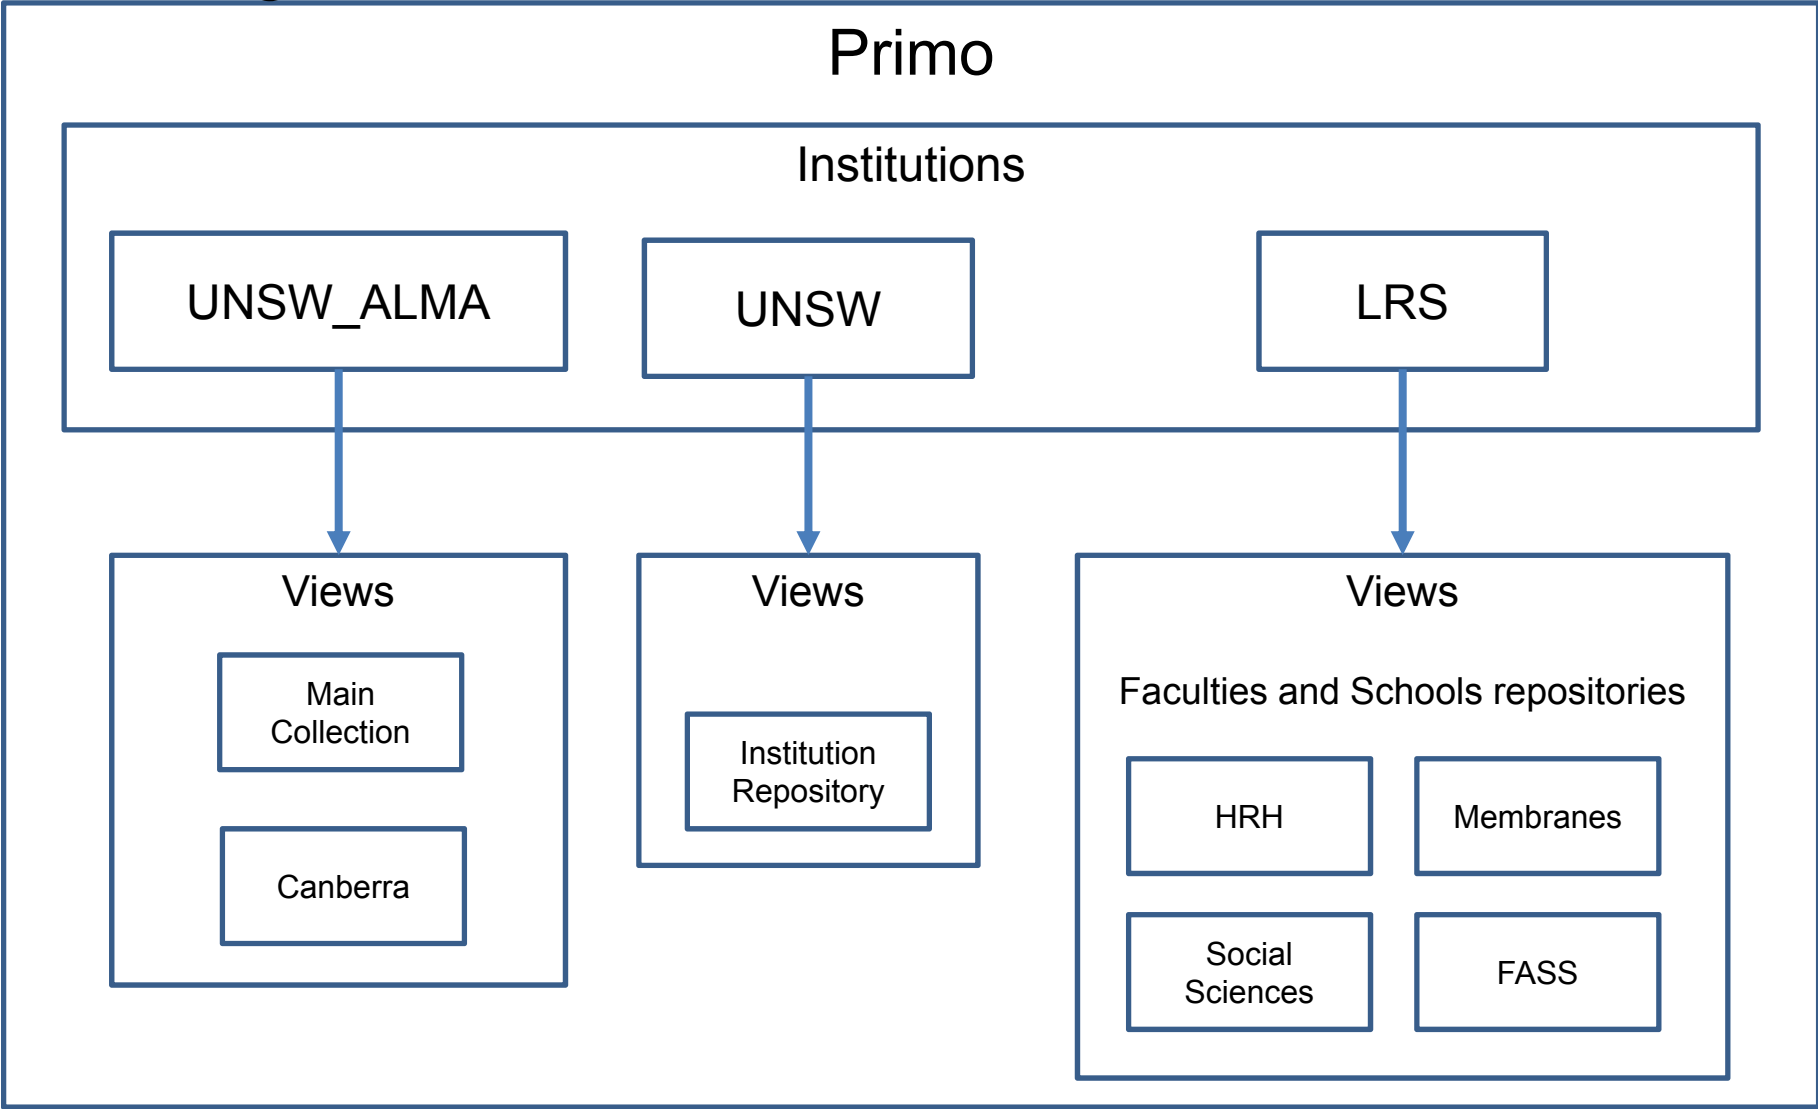 Primo
Institutions
UNSW_ALMA
UNSW
LRS
Views
Main
Collection
Canberra
Views
Institution
Repository
Views
Faculties and Schools repositories
HRH
Membranes
Social
Sciences
FASS